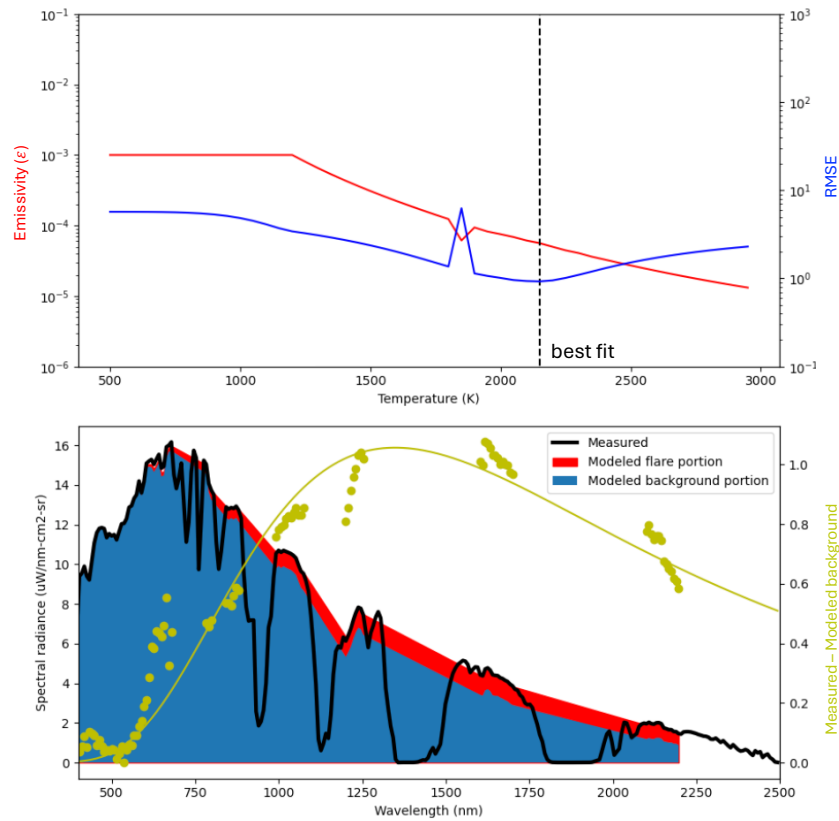 10⁻¹
10⁻²
10⁻³
10⁻⁴
10⁻⁵
10⁻⁶
Emissivity (ε)
10³
10²
10¹
10⁰
10⁻¹
RMSE
best fit
500 1000 1500 2000 2500 3000
Temperature (K)
16
14
12
10
8
6
4
2
0
Spectral radiance (uW/nm-cm2-sr)
Measured
Modeled flare portion
Modeled background portion
1.0
0.8
0.6
0.4
0.2
0.0
Measured – Modeled background
500 750 1000 1250 1500 1750 2000 2250 2500
Wavelength (nm)